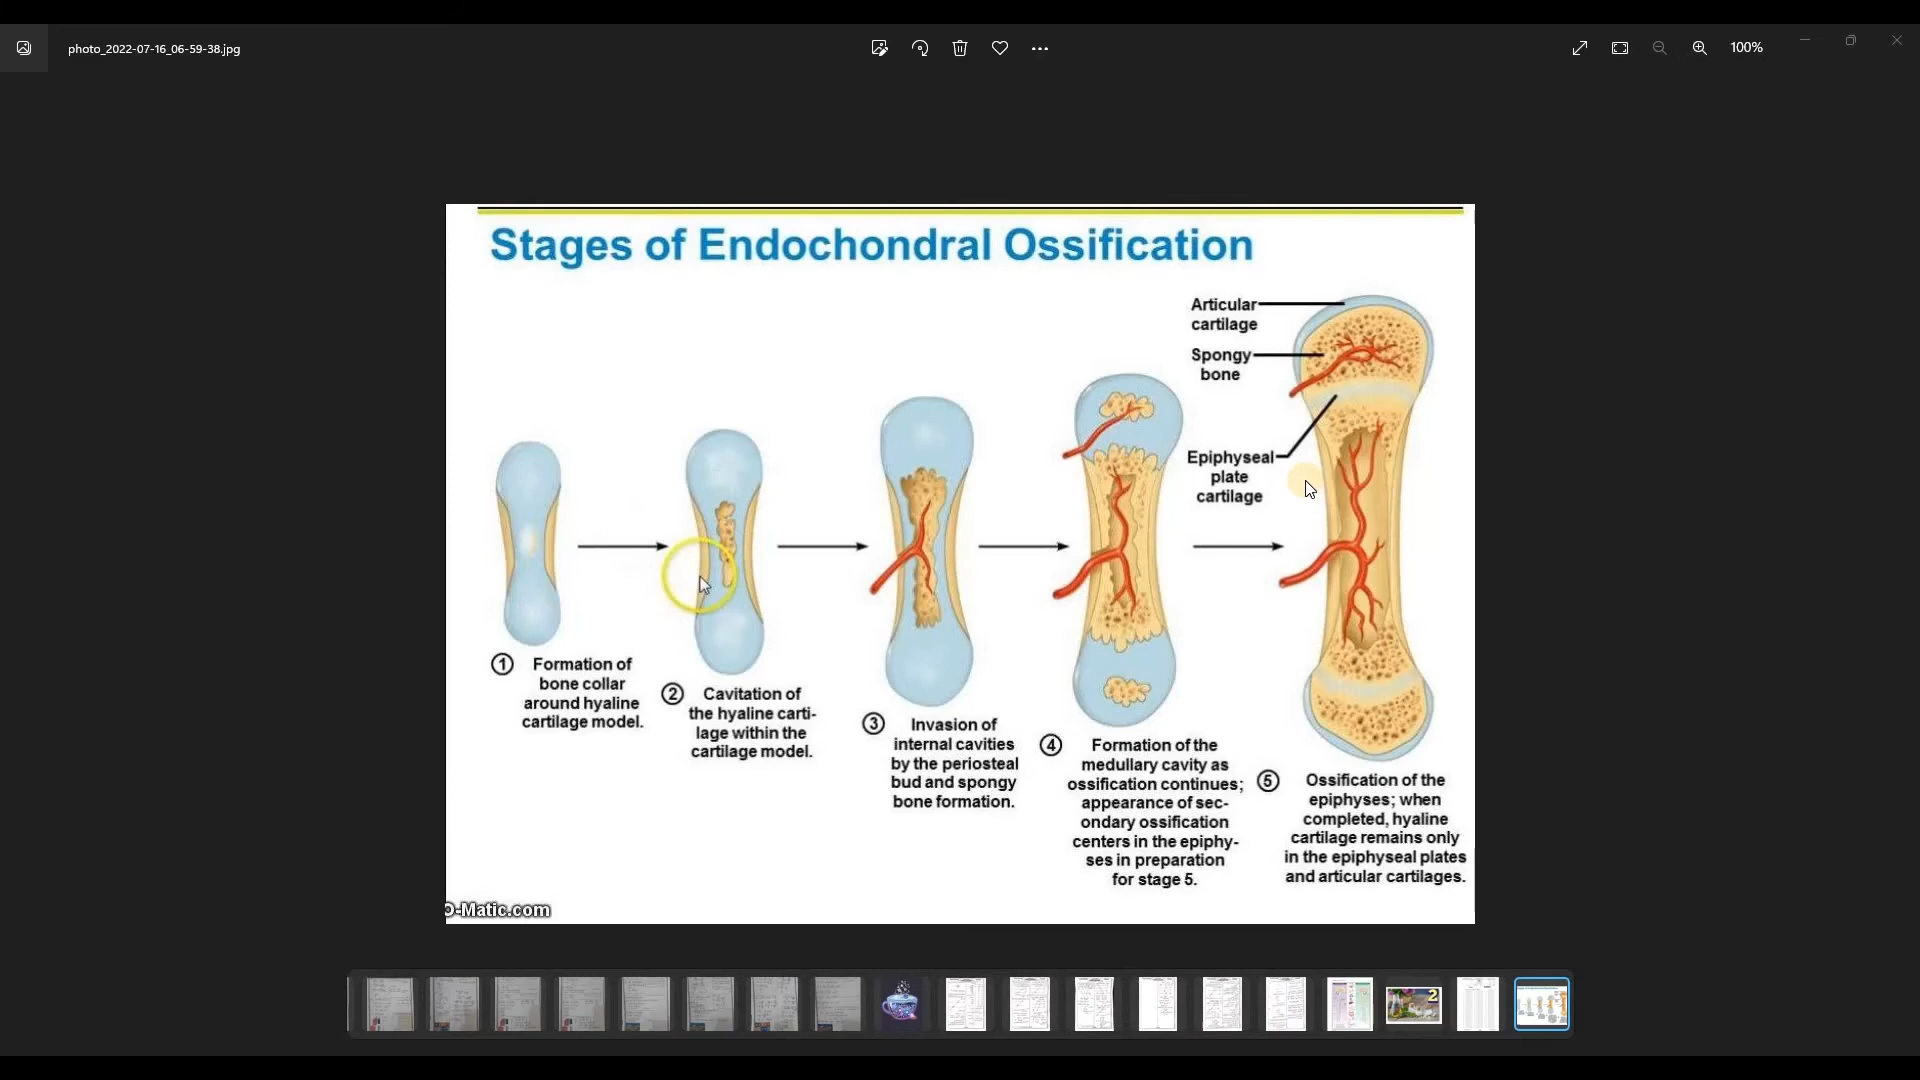 photo_2022-07-16_06-59-38.jpg
100%
Stages of Endochondral Ossification
Articular
cartilage
Spongy
bone
Epiphyseal
plate
cartilage
1 Formation of
bone collar
around hyaline
cartilage model.
2 Cavitation of
the hyaline carti-
lage within the
cartilage model.
3 Invasion of
internal cavities
by the periosteal
bud and spongy
bone formation.
4 Formation of the
medullary cavity as
ossification continues;
appearance of sec-
ondary ossification
centers in the epiphy-
ses in preparation
for stage 5.
5 Ossification of the
epiphyses; when
completed, hyaline
cartilage remains only
in the epiphyseal plates
and articular cartilages.
O-Matic.com
2